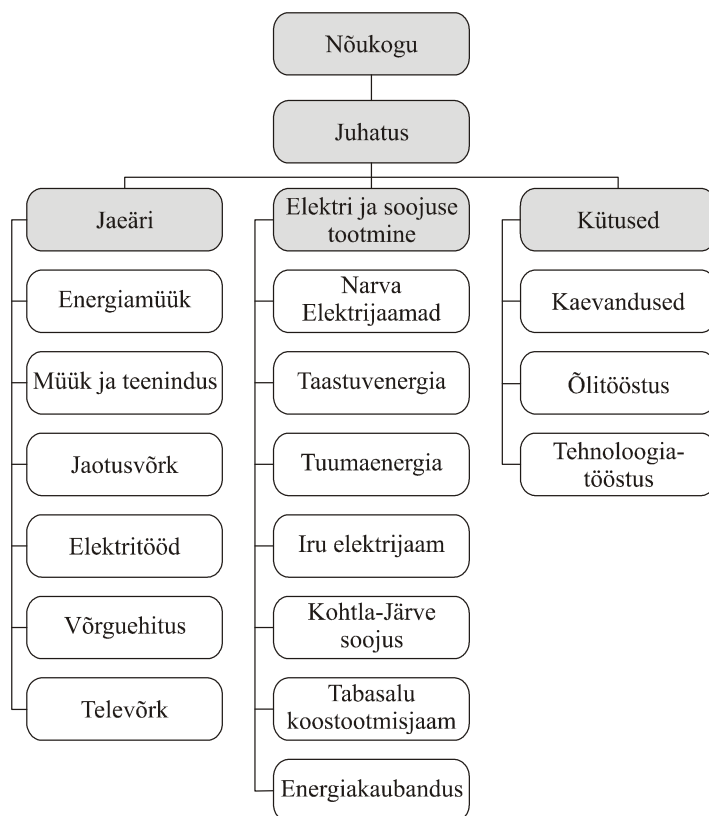 Nõukogu
Juhatus
Jaeäri
Energiamüük
Müük ja teenindus
Jaotusvõrk
Elektritööd
Võrguehitus
Televõrk
Elektri ja soojuse
tootmine
Narva
Elektrijaamad
Taastuvenergia
Tuumaenergia
Iru elektrijaam
Kohtla-Järve
soojus
Tabasalu
koostootmisjaam
Energiakaubandus
Kütused
Kaevandused
Õlitööstus
Tehnoloogia-
tööstus